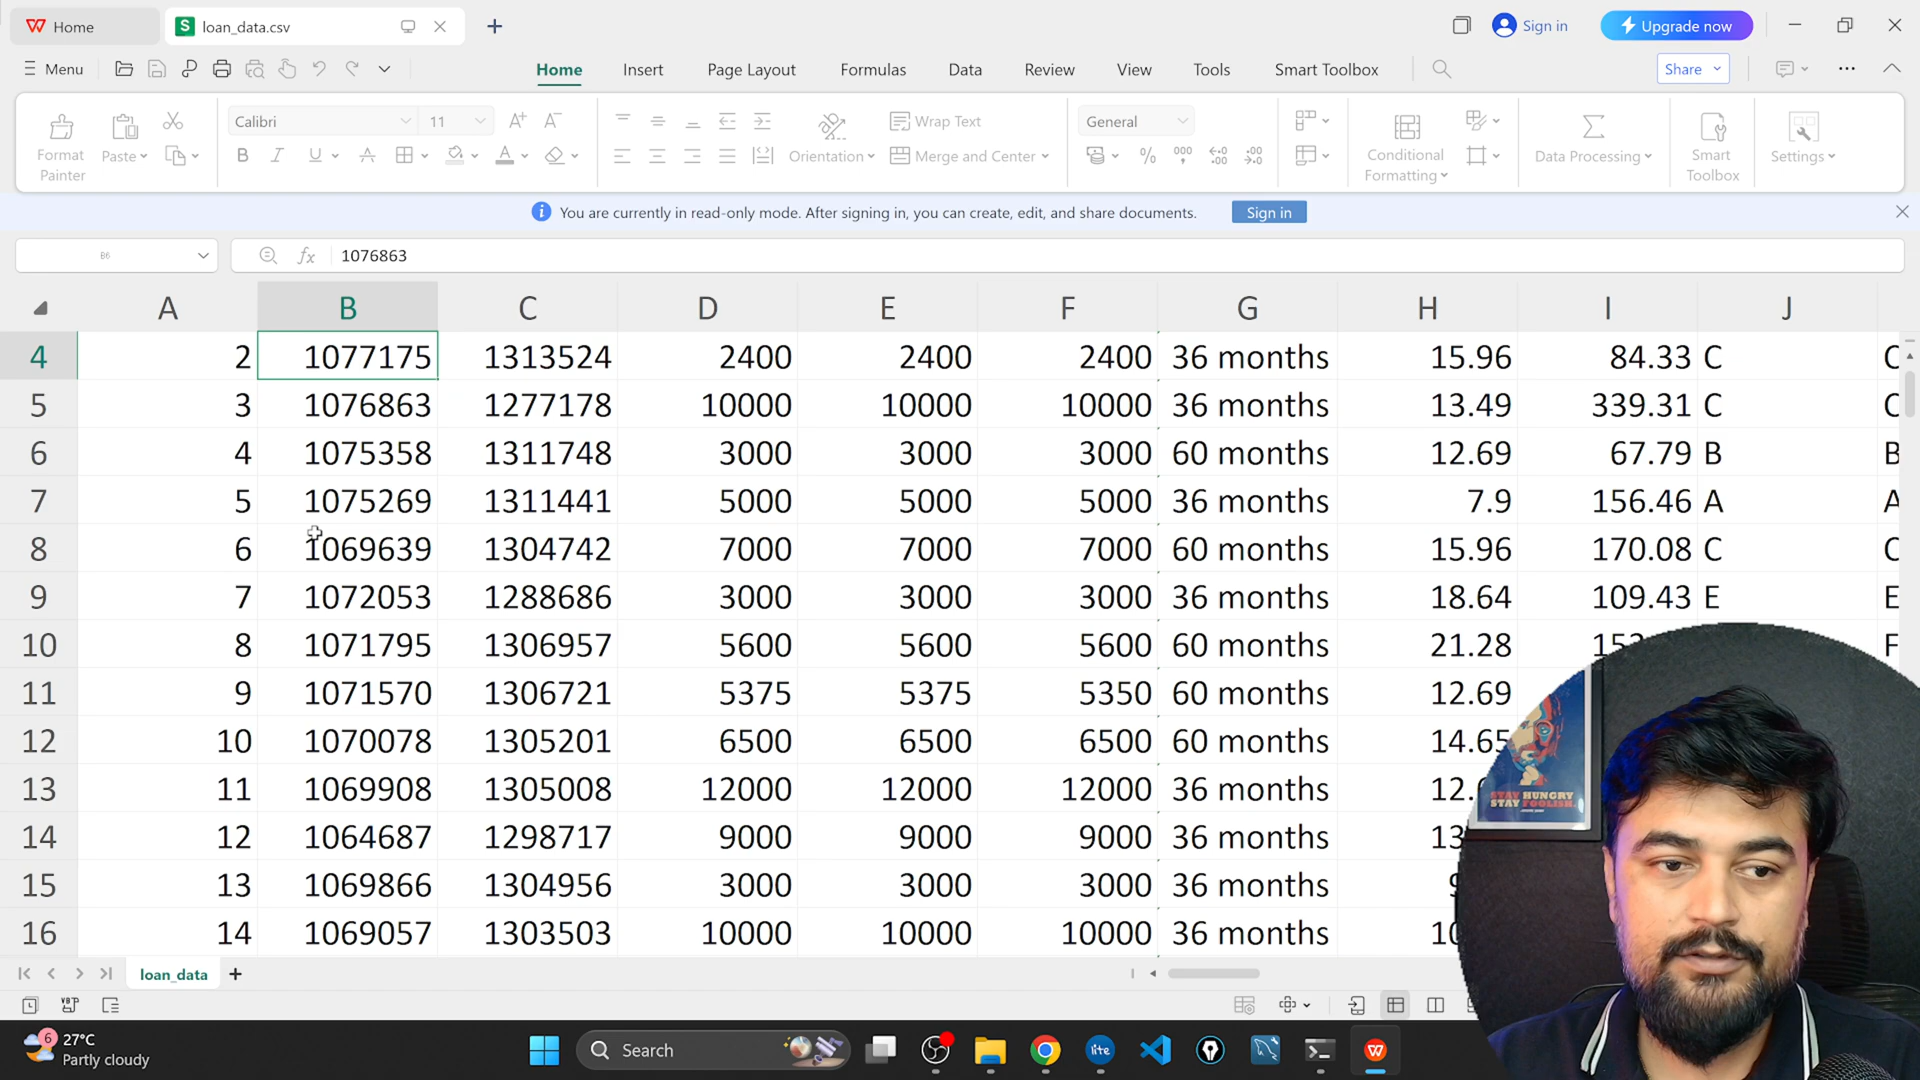 Home
loan_data.csv
Sign in
Upgrade now
Menu
Home Insert Page Layout Formulas Data Review View Tools Smart Toolbox
Share
Format Painter
Paste
Calibri 11
Orientation
Wrap Text
Merge and Center
General
Conditional Formatting
Data Processing
Smart Toolbox
Settings
You are currently in read-only mode. After signing in, you can create, edit, and share documents. Sign in
B6
fx 1076863
A B C D E F G H I J
4 2 1077175 1313524 2400 2400 2400 36 months 15.96 84.33 C
5 3 1076863 1277178 10000 10000 10000 36 months 13.49 339.31 C
6 4 1075358 1311748 3000 3000 3000 60 months 12.69 67.79 B B
7 5 1075269 1311441 5000 5000 5000 36 months 7.9 156.46 A A
8 6 1069639 1304742 7000 7000 7000 60 months 15.96 170.08 C
9 7 1072053 1288686 3000 3000 3000 36 months 18.64 109.43 E E
10 8 1071795 1306957 5600 5600 5600 60 months 21.28 F
11 9 1071570 1306721 5375 5375 5350 60 months 12.69
12 10 1070078 1305201 6500 6500 6500 60 months 14.65
13 11 1069908 1305008 12000 12000 12000 36 months
14 12 1064687 1298717 9000 9000 9000 36 months
15 13 1069866 1304956 3000 3000 3000 36 months
16 14 1069057 1303503 10000 10000 10000 36 months
STAY HUNGRY
STAY FOOLISH.
loan_data
6
27°C
Partly cloudy
Search
lite